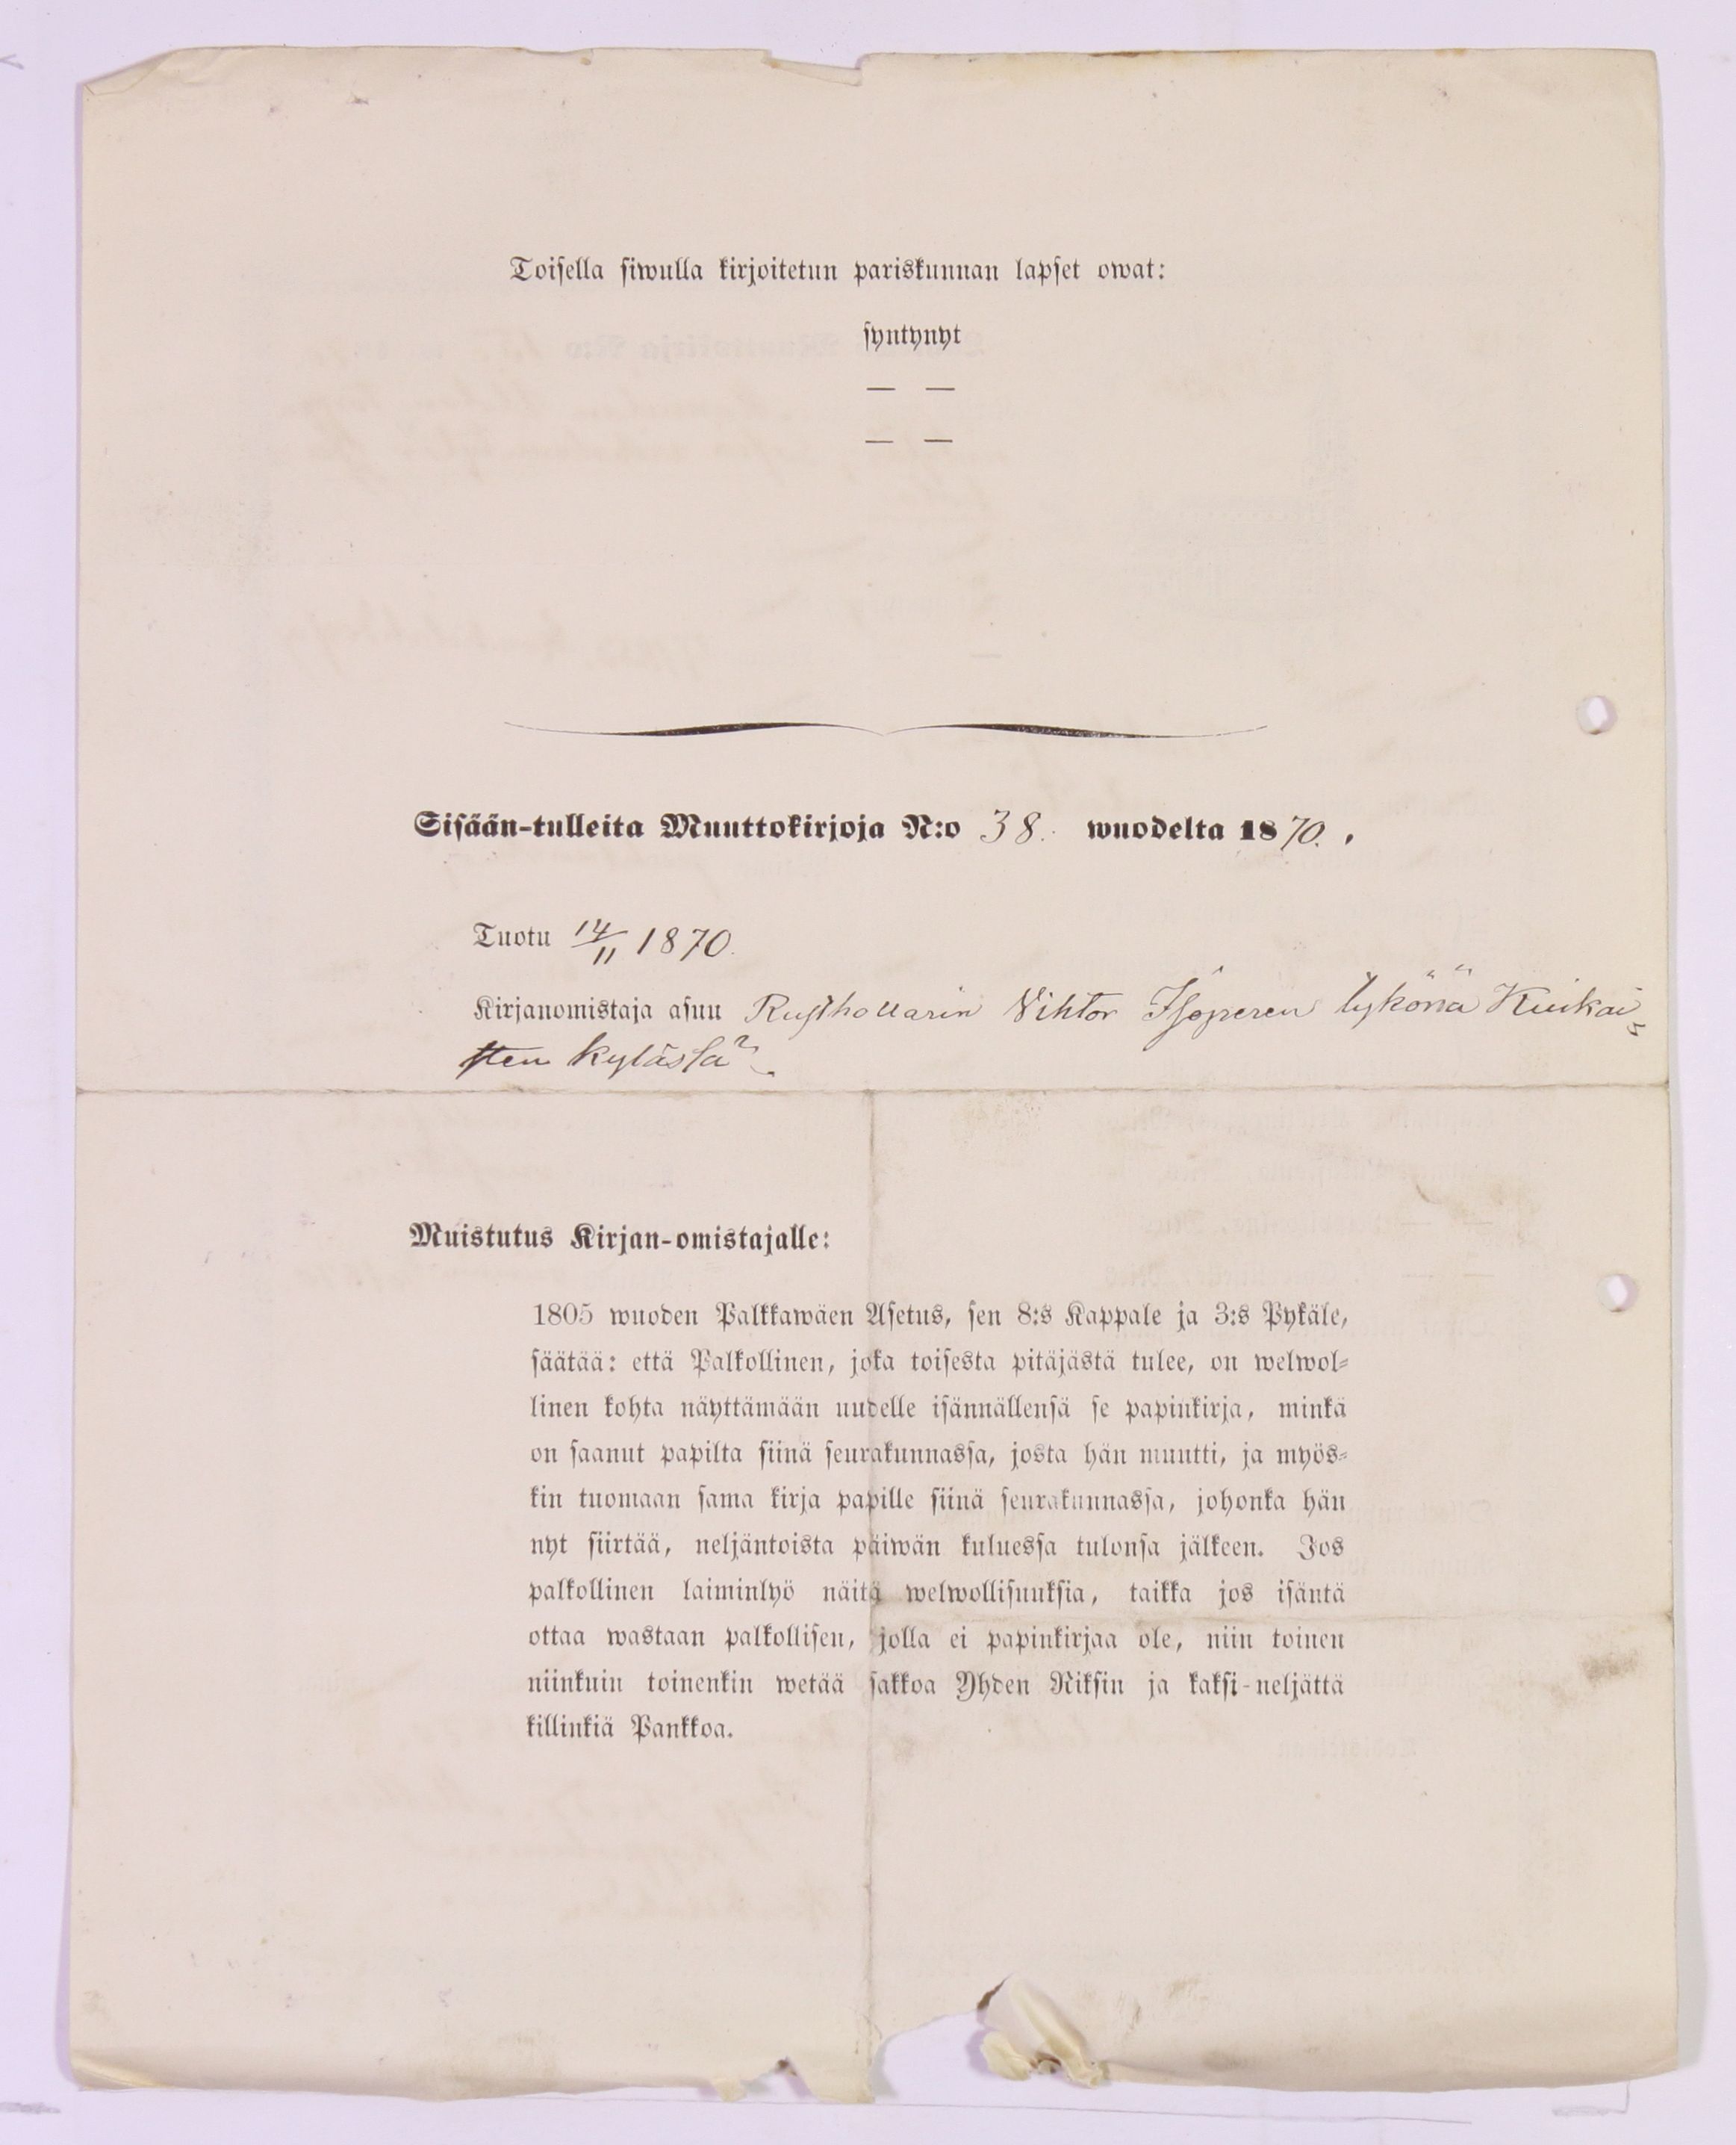 Toisella siwulla kirjoitetun pariskunnan lapset owat:
syntynyt
— —
— —
Sisään-tulleita Muuttokirjoja N:o 38. wuodelta 1870.
Tuotu 14/11 1870.
Kirjanomistaja asuu Rusthollarin Vihtor lykönä Kuikai-
sten kylässä.
Muistutus Kirjan-omistajalle:
1805 wuoden Palkkawäen Asetus, sen 8:s Kappale ja 3:s Pykäle,
säätää: että Palkollinen, joka toisesta pitäjästä tulee, on welwol-
linen kohta näyttämään uudelle isännällensä se papinkirja, minkä
on saanut papilta siinä seurakunnassa, josta hän muutti, ja myös-
kin tuomaan sama kirja papille siinä seurakunnassa, johonka hän
nyt siirtää, neljäntoista päiwän kuluessa tulonsa jälkeen. Jos
palkollinen laiminlyö näitä welwollisuuksia, taikka jos isäntä
ottaa wastaan palkollisen, jolla ei papinkirjaa ole, niin toinen
niinkuin toinenkin wetää sakkoa Yhden Riksin ja kaksi-neljättä
killinkiä Pankkoa.